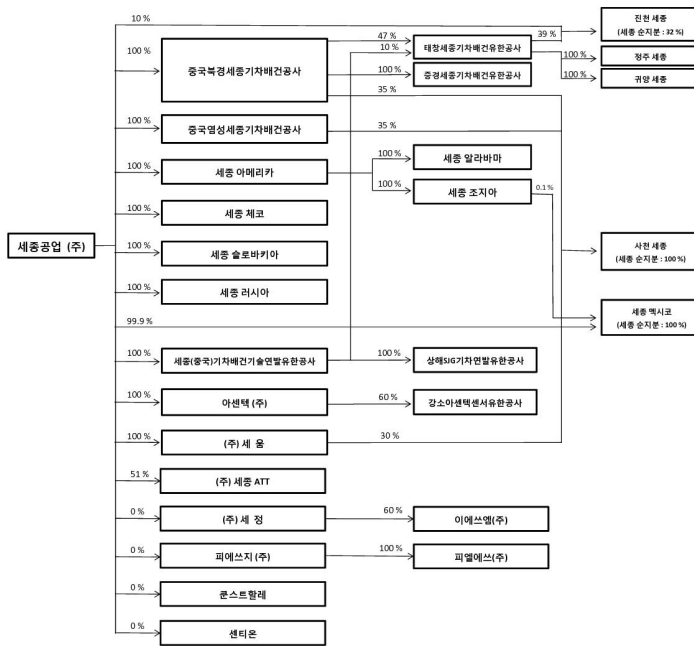 10 %
진천 세종
(세종 순지분 : 32 %)
47 %
39 %
태창세종기차배건유한공사
10 %
100 %
정주 세종
100 %
중국북경세종기차배건공사
100 %
중경세종기차배건유한공사
100 %
귀양 세종
35 %
100 %
중국염성세종기차배건공사
35 %
100 %
세종 아메리카
100 %
세종 알라바마
100 %
세종 조지아
0.1 %
100 %
세종 체코
세종공업 (주)
100 %
세종 슬로바키아
사천 세종
(세종 순지분 : 100 %)
100 %
세종 러시아
99.9 %
세종 멕시코
(세종 순지분 : 100 %)
100 %
세종(중국)기차배건기술연발유한공사
100 %
상해SJG기차연발유한공사
100 %
아센텍 (주)
60 %
강소아센텍센서유한공사
100 %
(주) 세 움
30 %
51 %
(주) 세종 ATT
0 %
(주) 세 정
60 %
이에쓰엠(주)
0 %
피에쓰지 (주)
100 %
피엘에쓰(주)
0 %
쿤스트할레
0 %
센티온